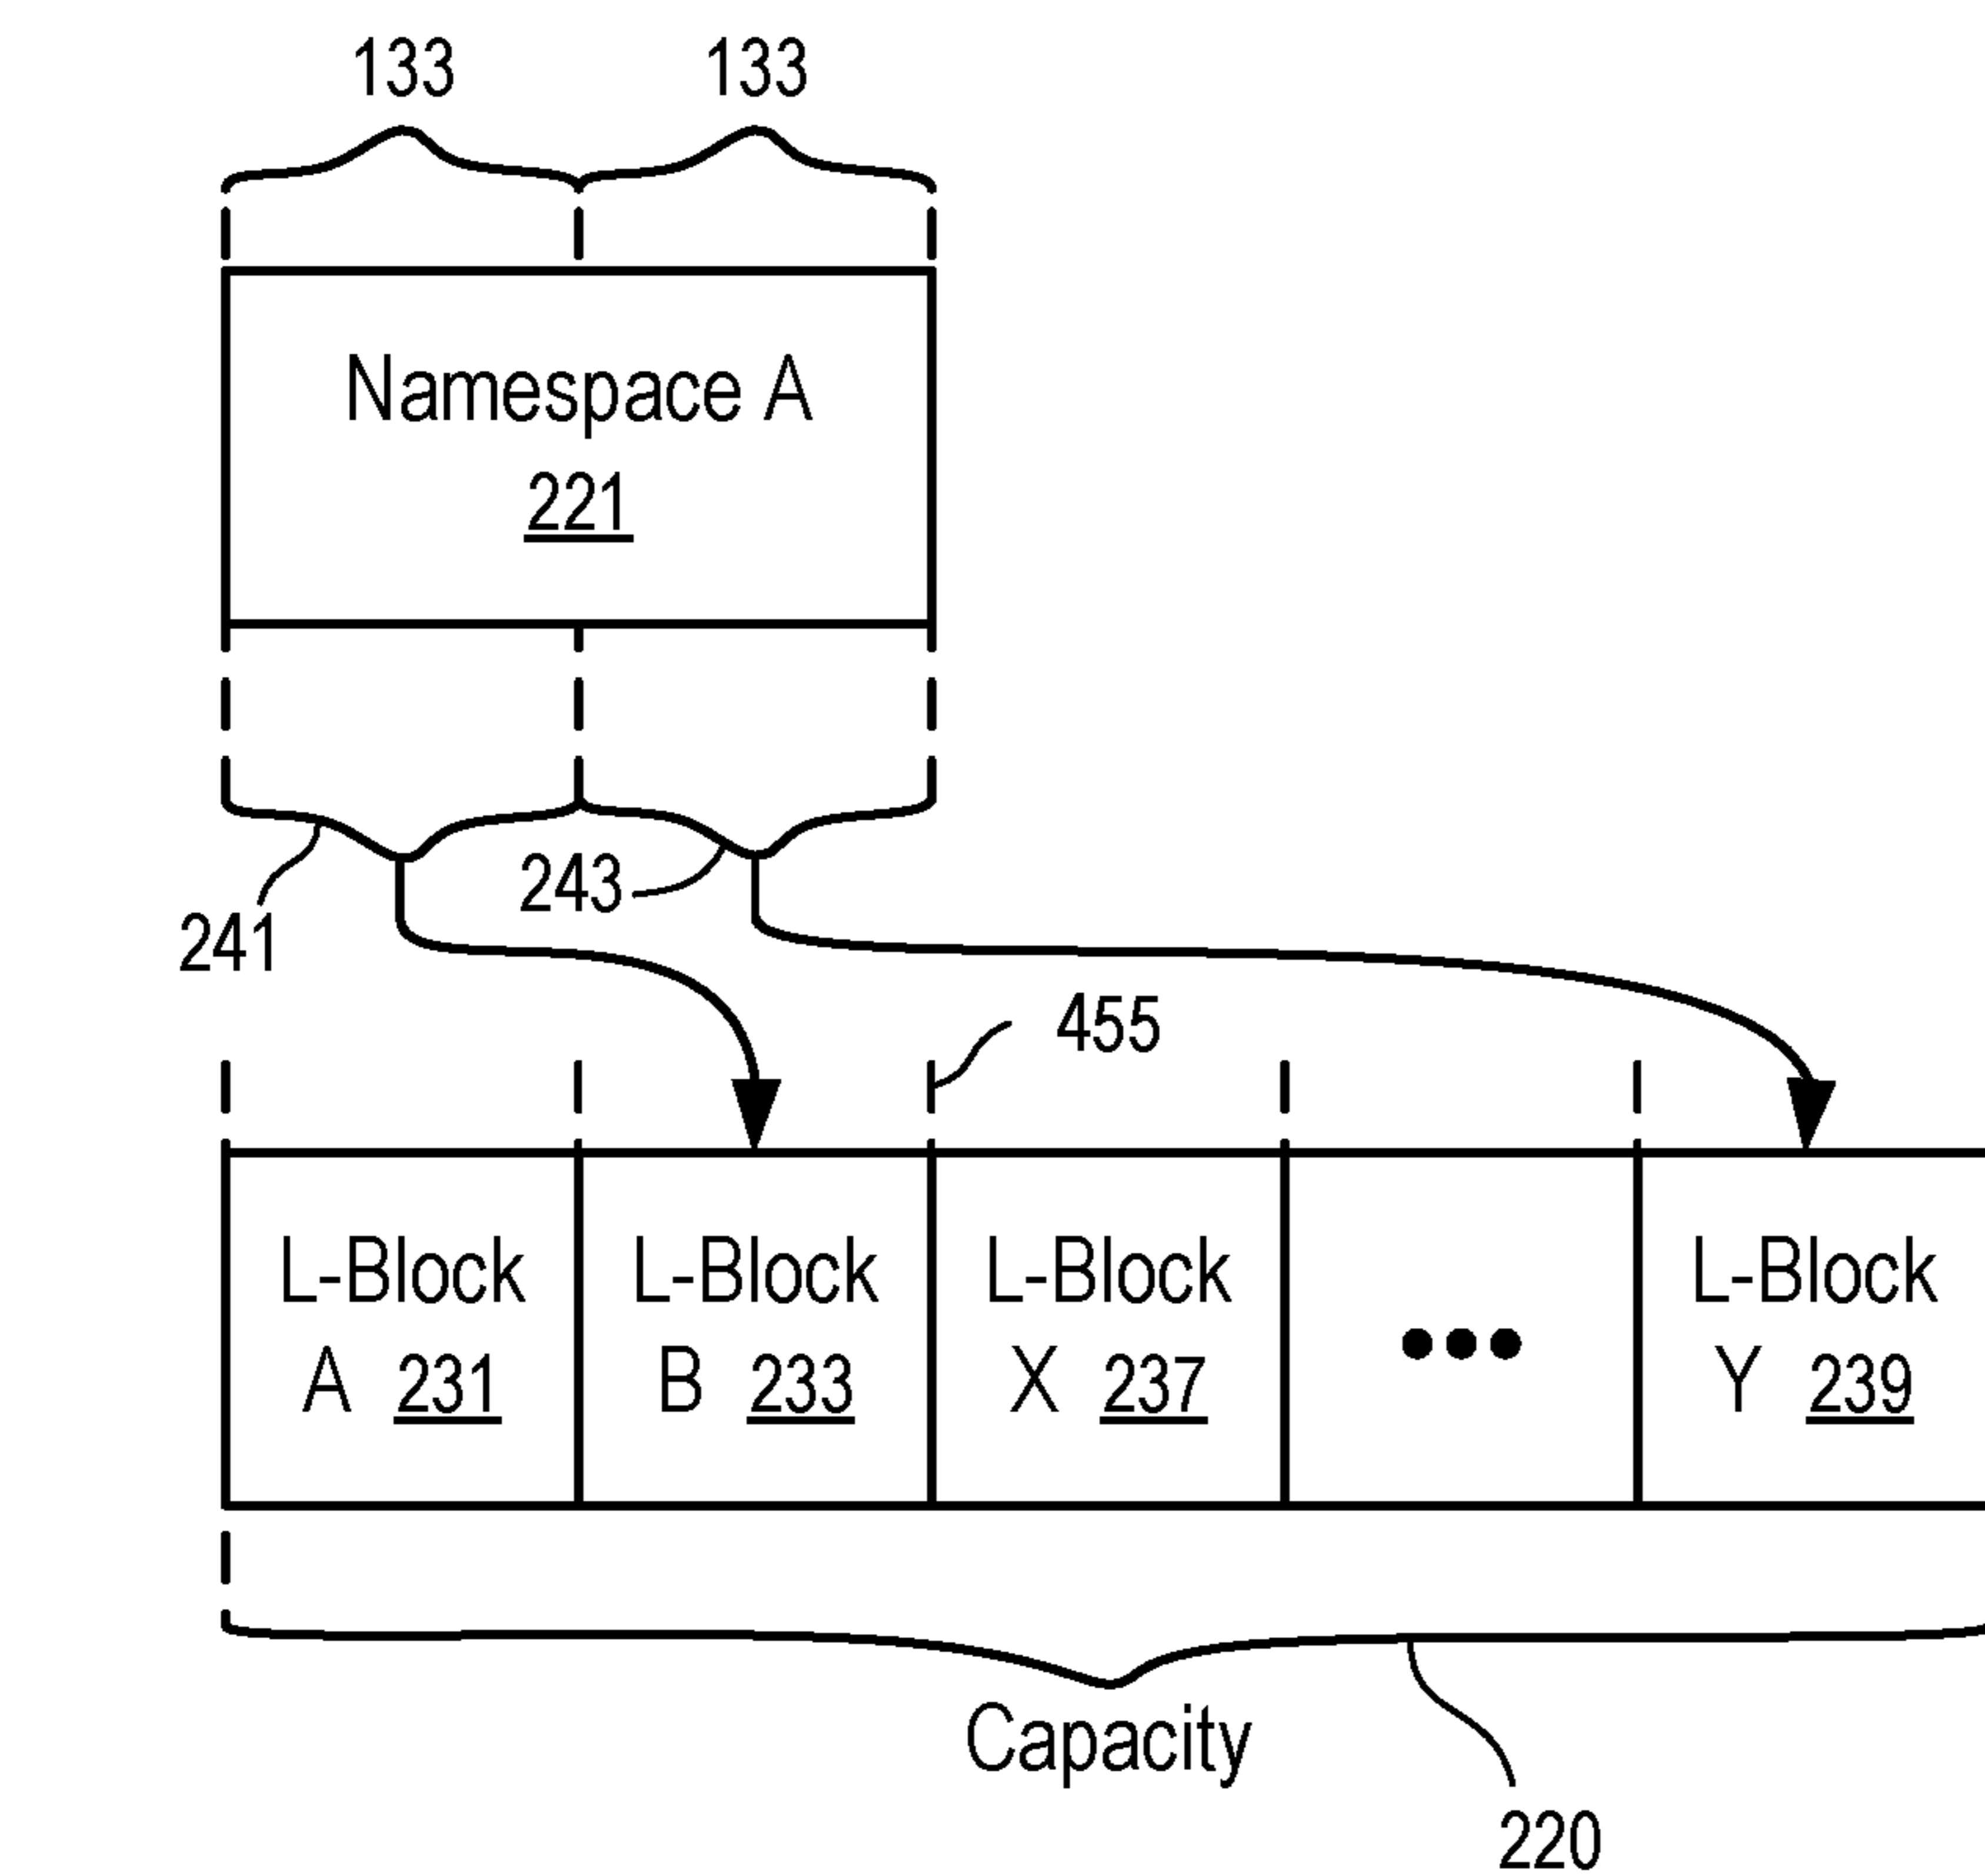 133 133
Namespace A
221
241
243
455
L-Block L-Block L-Block L-Block
A 231 B 233 X 237 ••• Y 239
Capacity
220